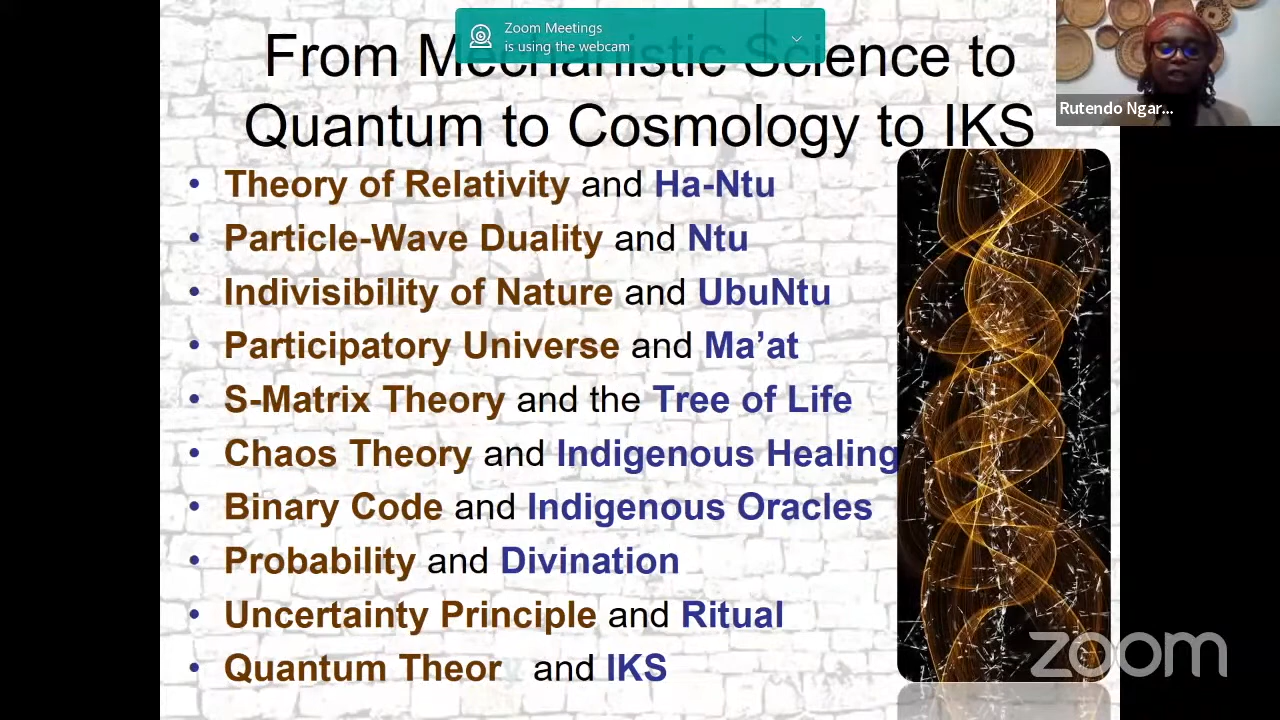 Zoom Meetings
is using the webcam
From Mechanistic Science to
Quantum to Cosmology to IKS
Rutendo Ngar...
• Theory of Relativity and Ha-Ntu
• Particle-Wave Duality and Ntu
• Indivisibility of Nature and UbuNtu
• Participatory Universe and Ma’at
• S-Matrix Theory and the Tree of Life
• Chaos Theory and Indigenous Healing
• Binary Code and Indigenous Oracles
• Probability and Divination
• Uncertainty Principle and Ritual
• Quantum Theor and IKS
zoom